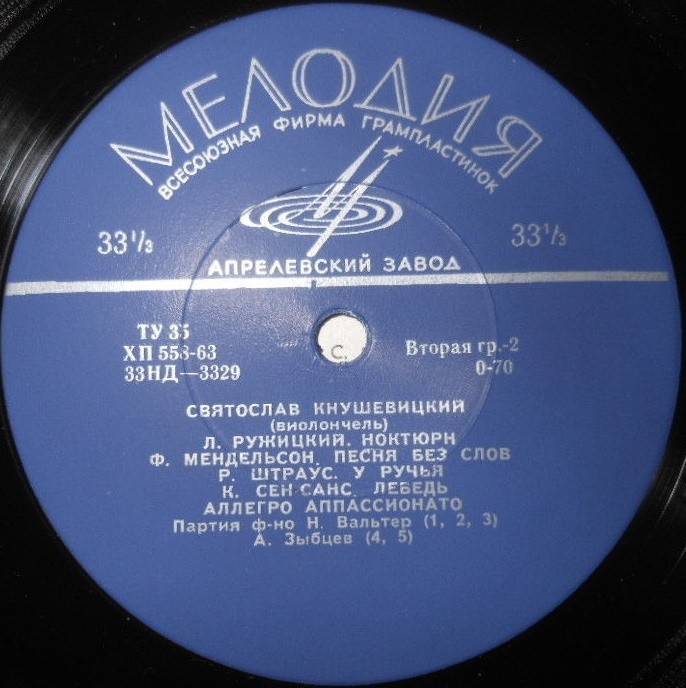 МЕЛОДИЯ
ВСЕСОЮЗНАЯ ФИРМА ГРАМПЛАСТИНОК
33⅓ 33⅓
АПРЕЛЕВСКИЙ ЗАВОД
ТУ 35
ХП 558-63 Вторая гр.-2
33НД—3329 0-70
С.
СВЯТОСЛАВ КНУШЕВИЦКИЙ
(виолончель)
Л. РУЖИЦКИЙ. НОКТЮРН
Ф. МЕНДЕЛЬСОН. ПЕСНЯ БЕЗ СЛОВ
Р. ШТРАУС. У РУЧЬЯ
К. СЕН-САНС. ЛЕБЕДЬ
АЛЛЕГРО АППАССИОНАТО
Партия ф-но Н. Вальтер (1, 2, 3)
А. Зыбцев (4, 5)